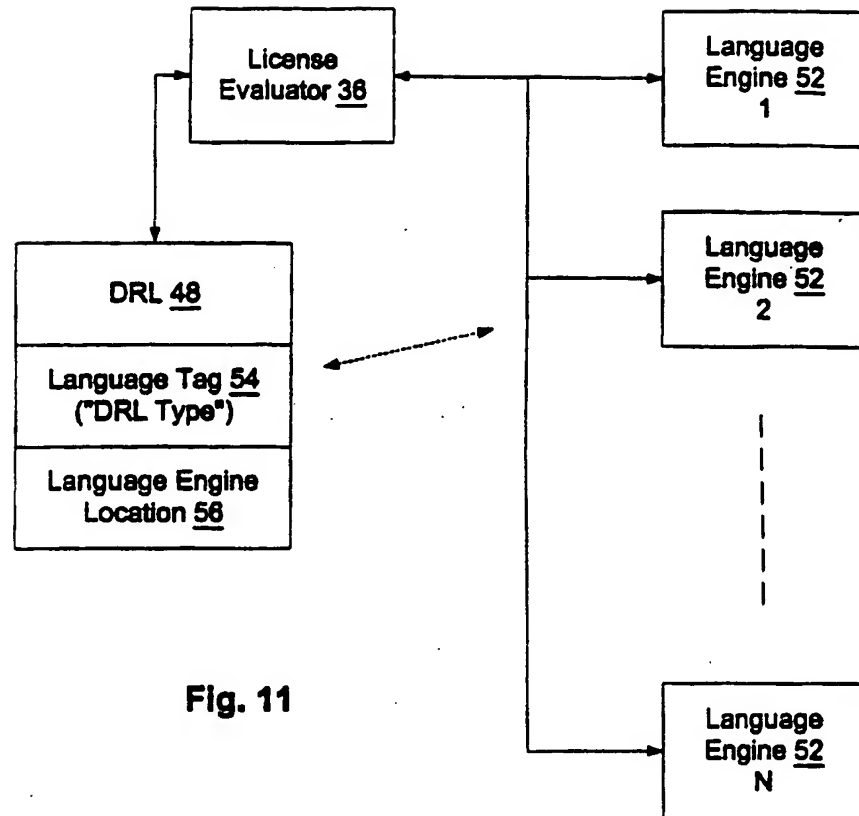 License
Evaluator 36
Language
Engine 52
1
Language
Engine 52
2
DRL 48
Language Tag 54
("DRL Type")
Language Engine
Location 56
Fig. 11
Language
Engine 52
N